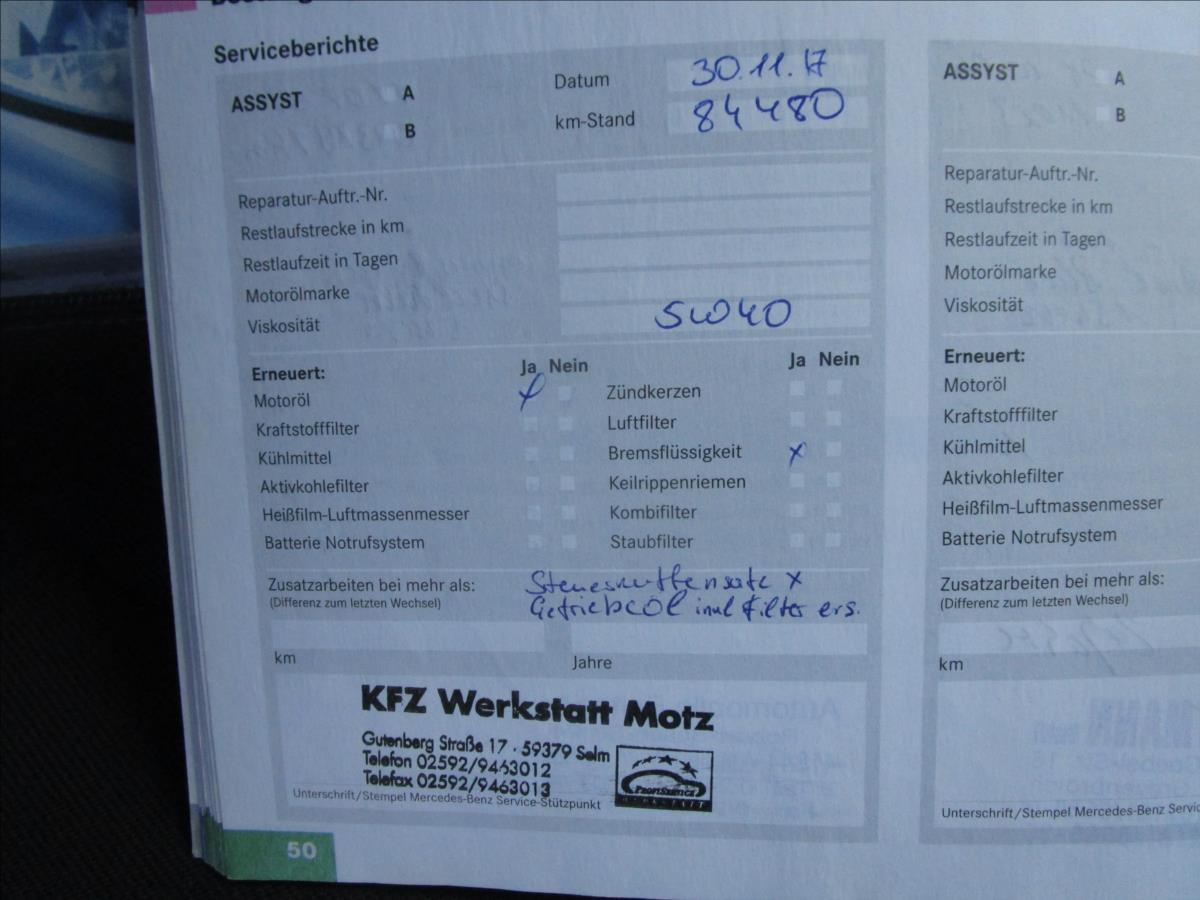 Serviceberichte
ASSYST A
B
Datum 30.11.17
km-Stand 84480
Reparatur-Auftr.-Nr.
Restlaufstrecke in km
Restlaufzeit in Tagen
Motorölmarke
Viskosität 5W40
Erneuert: Ja Nein
Motoröl x
Kraftstofffilter
Kühlmittel
Aktivkohlefilter
Heißfilm-Luftmassenmesser
Batterie Notrufsystem
Ja Nein
Zündkerzen
Luftfilter
Bremsflüssigkeit x
Keilrippenriemen
Kombifilter
Staubfilter
Zusatzarbeiten bei mehr als:
(Differenz zum letzten Wechsel)
x
Getriebeöl inkl Filter ers.
km
Jahre
KFZ Werkstatt Motz
Gutenberg Straße 17 · 59379 Selm
Telefon 02592/9463012
Telefax 02592/9463013
PROFISERVICE
WERKSTATT
Unterschrift/Stempel Mercedes-Benz Service-Stützpunkt
50
ASSYST A
B
Reparatur-Auftr.-Nr.
Restlaufstrecke in km
Restlaufzeit in Tagen
Motorölmarke
Viskosität
Erneuert:
Motoröl
Kraftstofffilter
Kühlmittel
Aktivkohlefilter
Heißfilm-Luftmassenmesser
Batterie Notrufsystem
Zusatzarbeiten bei mehr als:
(Differenz zum letzten Wechsel)
km
Unterschrift/Stempel Mercedes-Benz